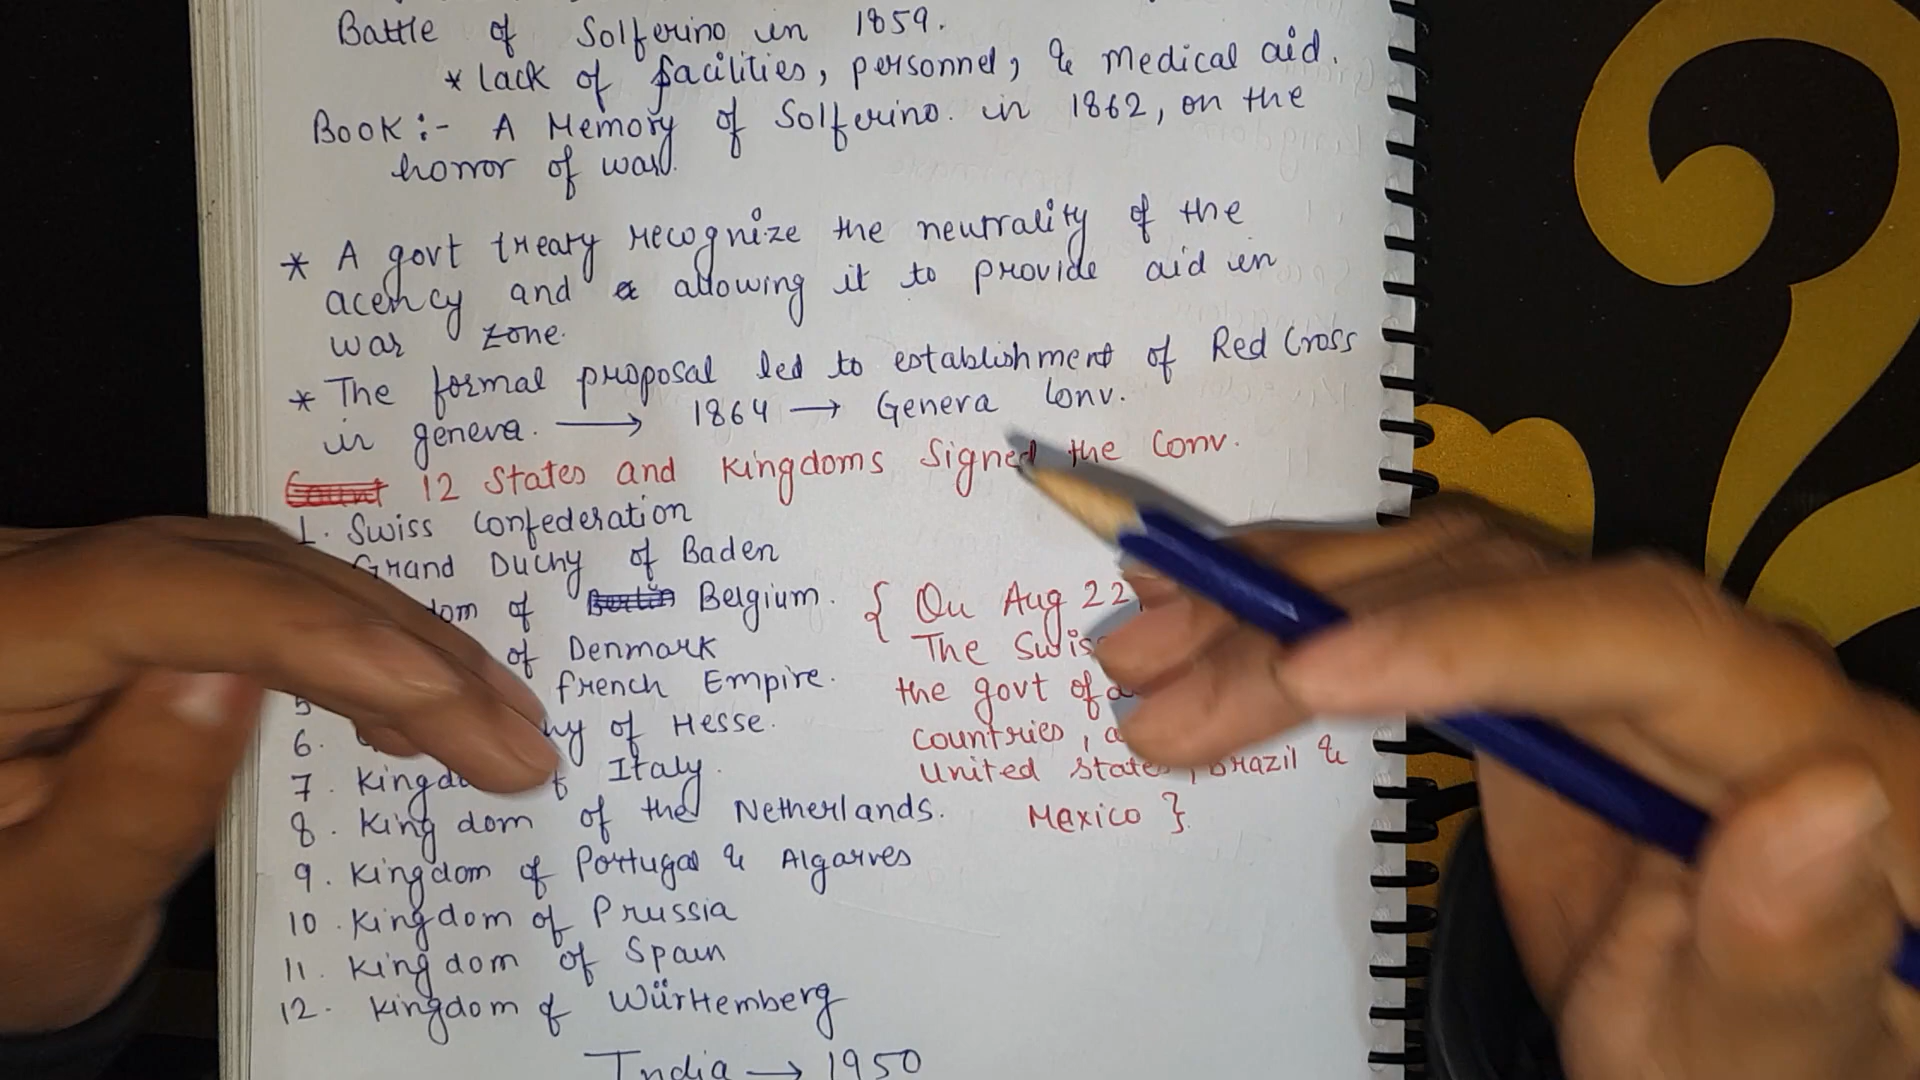 Battle of Solferino in 1859.
* lack of facilities, personnel, & medical aid.
Book :- A Memory of Solferino. in 1862, on the
horror of war.
* A govt treaty recognize the neutrality of the
acency and allowing it to provide aid in
war zone.
* The formal proposal led to establishment of Red Cross
in geneva. → 1864 → Geneva Conv.
12 States and Kingdoms Signed the Conv.
1. Swiss Confederation
Grand Duchy of Baden
of Belgium.
of Denmark
5 French Empire.
6. of Hesse.
7. Italy.
8. Kingdom of the Netherlands.
9. Kingdom of Portugal & Algarves
10. Kingdom of Prussia
11. Kingdom of Spain
12. Kingdom of Württemberg
{ On Aug 22,
The
the govt of
countries,
United Brazil &
Mexico }.
India → 1950